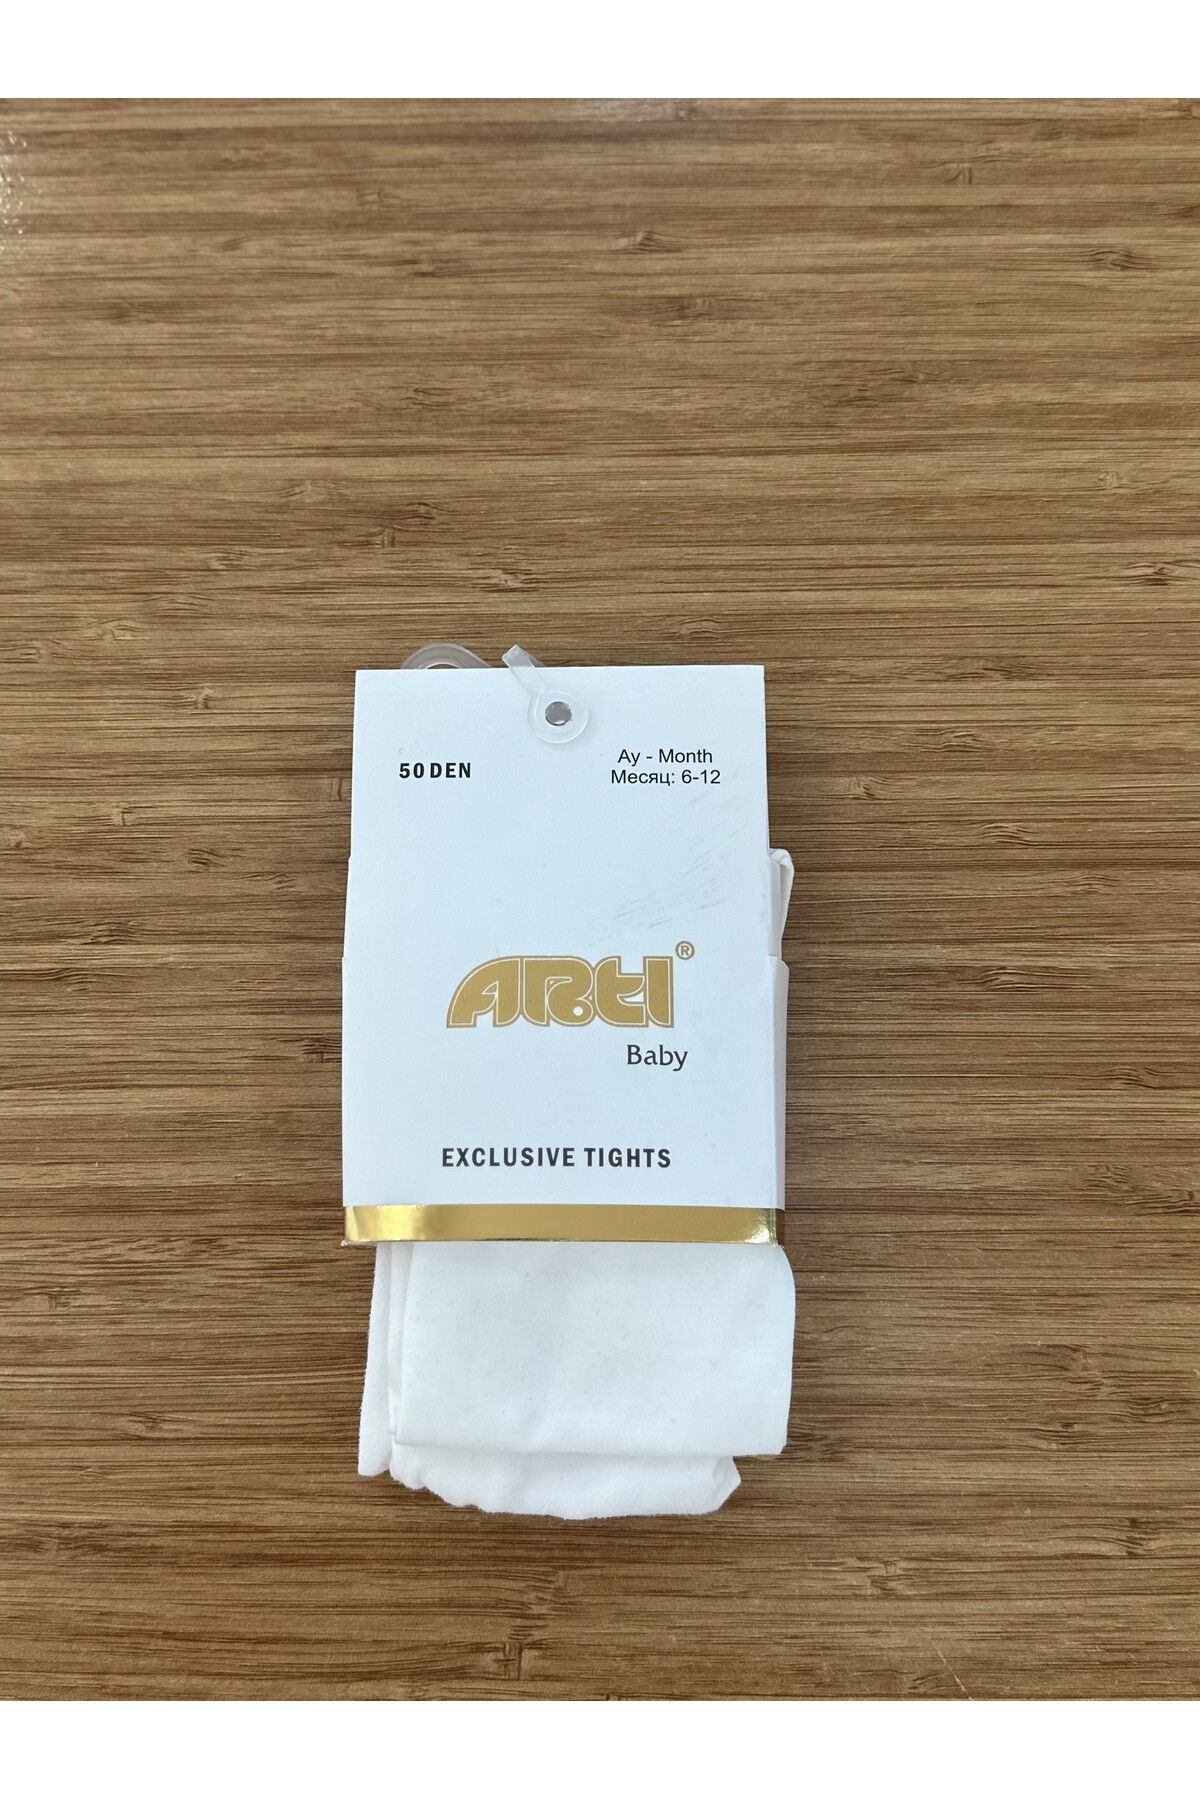 50 DEN
Ay - Month
Месяц: 6-12
ARTI®
Baby
EXCLUSIVE TIGHTS